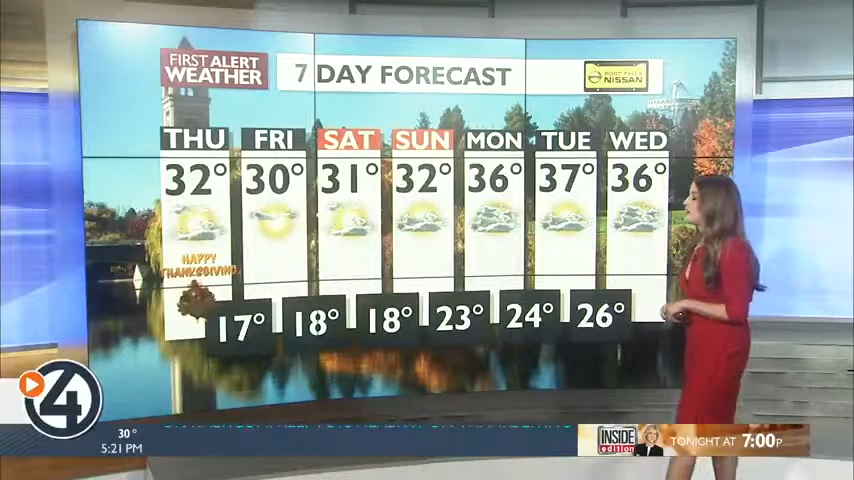 FIRST ALERT
WEATHER
7 DAY FORECAST
POST FALLS
NISSAN
THU FRI SAT SUN MON TUE WED
32° 30° 31° 32° 36° 37° 36°
HAPPY
THANKSGIVING
17° 18° 18° 23° 24° 26°
4
30°
5:21 PM
INSIDE
edition
TONIGHT AT 7:00P